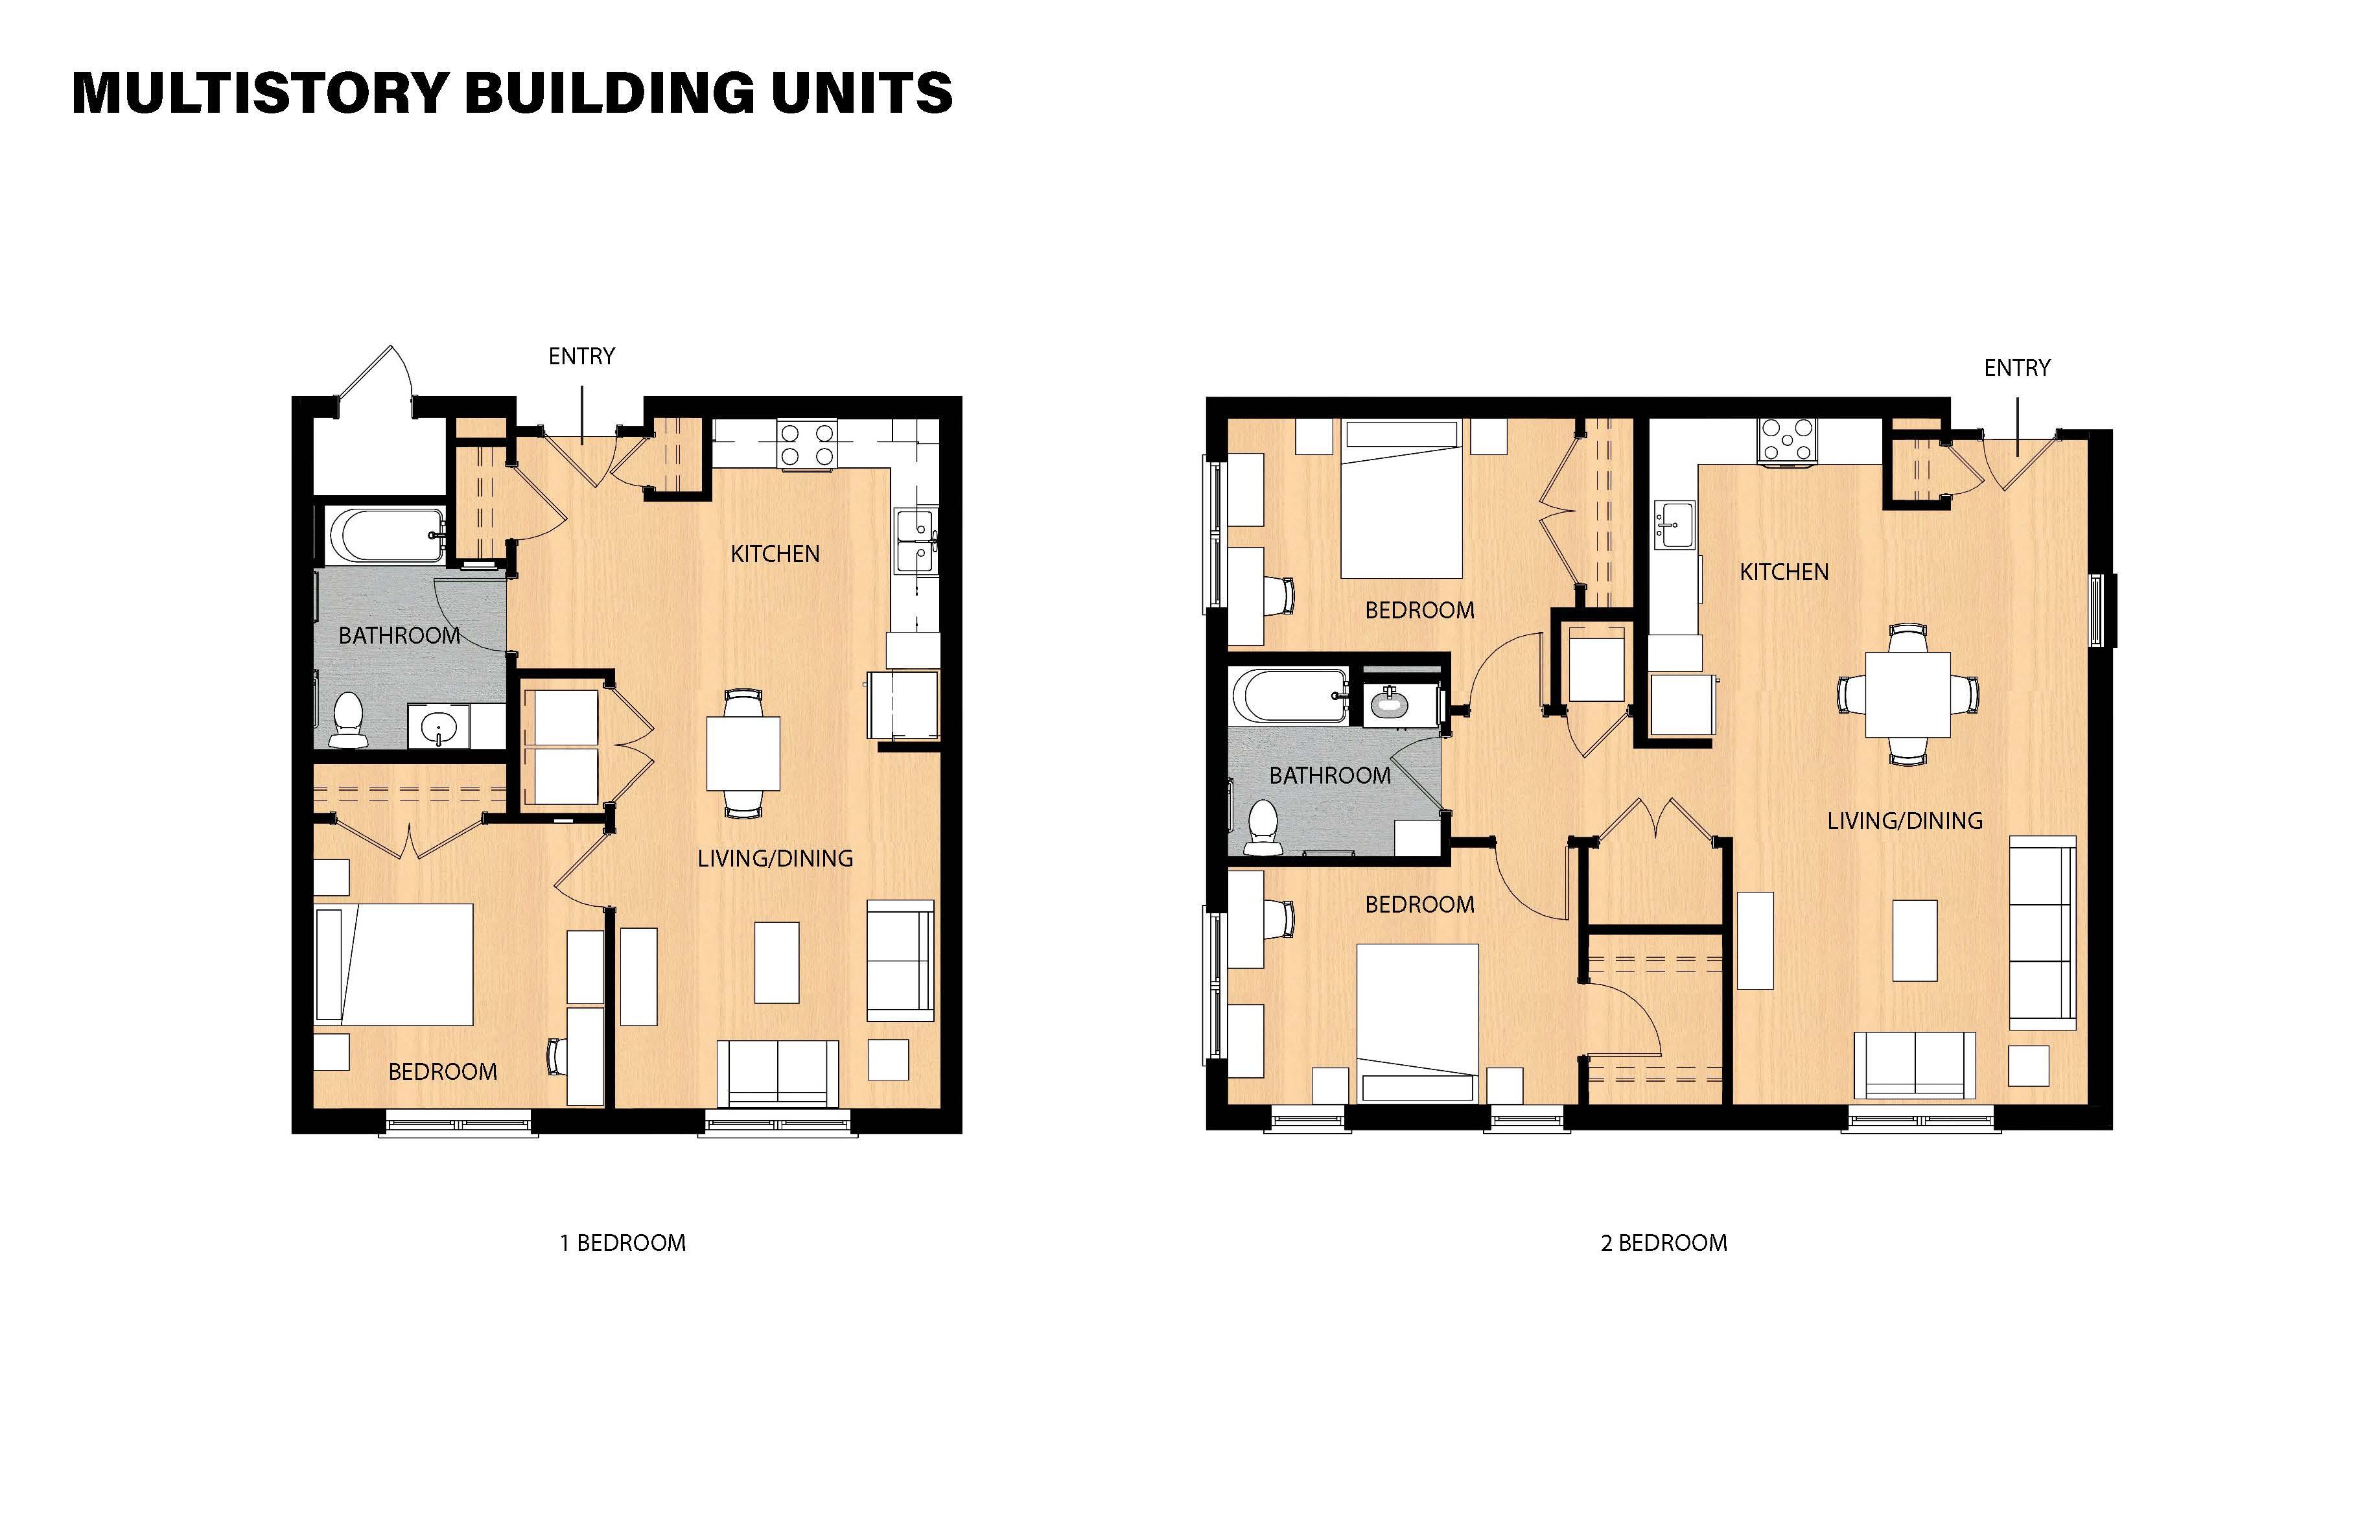 MULTISTORY BUILDING UNITS
ENTRY
KITCHEN
BATHROOM
LIVING/DINING
BEDROOM
1 BEDROOM
ENTRY
KITCHEN
BEDROOM
BATHROOM
LIVING/DINING
BEDROOM
2 BEDROOM